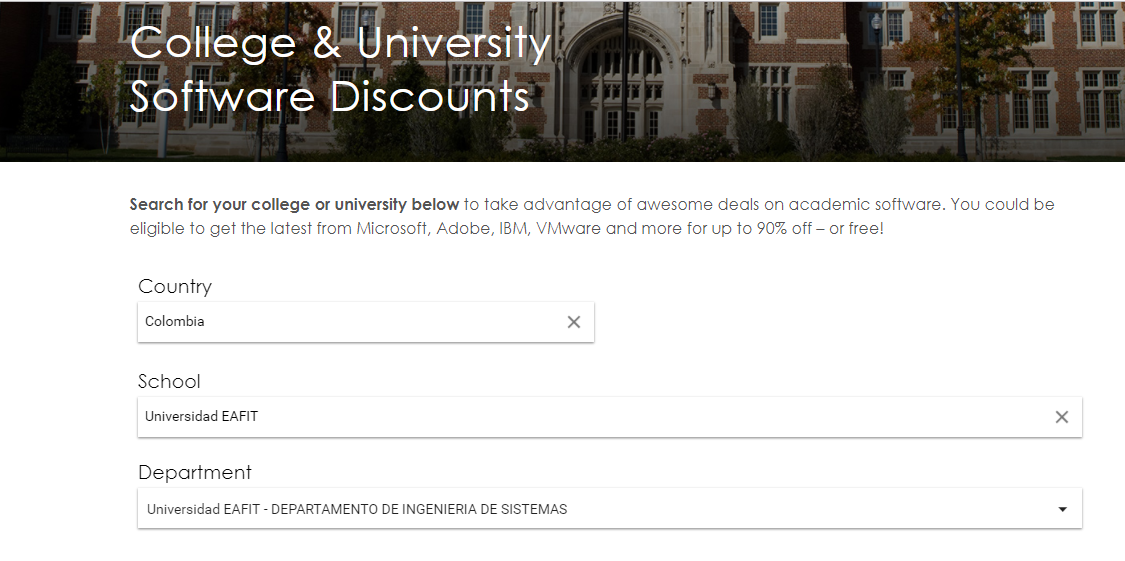 College & University
Software Discounts
Search for your college or university below to take advantage of awesome deals on academic software. You could be
eligible to get the latest from Microsoft, Adobe, IBM, VMware and more for up to 90% off – or free!
Country
Colombia
School
Universidad EAFIT
Department
Universidad EAFIT - DEPARTAMENTO DE INGENIERIA DE SISTEMAS